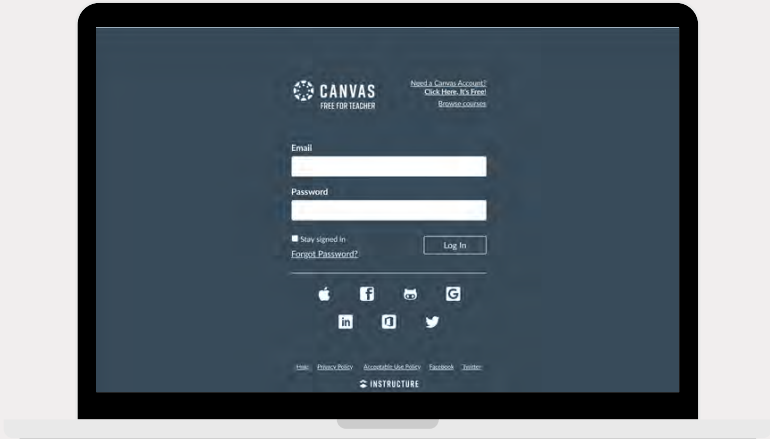 CANVAS
FREE FOR TEACHER
Need a Canvas Account?
Click Here, It's Free!
Browse courses
Email
Password
Stay signed in
Log In
Forgot Password?
Help Privacy Policy Acceptable Use Policy Facebook Twitter
INSTRUCTURE